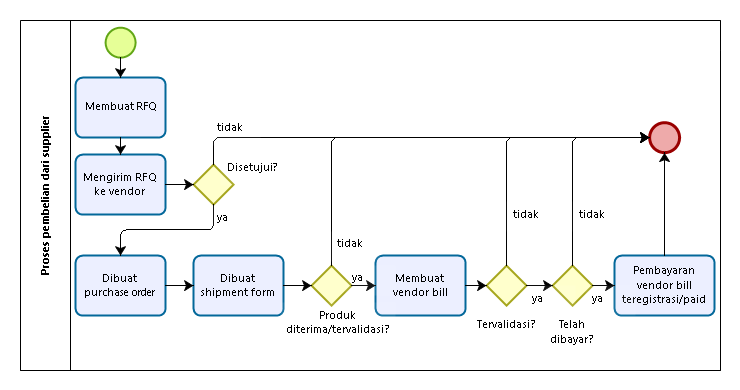 Proses pembelian dari supplier
Membuat RFQ
tidak
Mengirim RFQ
ke vendor
Disetujui?
ya
tidak
tidak
tidak
Dibuat
purchase order
Dibuat
shipment form
Produk
diterima/tervalidasi?
ya
Membuat
vendor bill
Tervalidasi?
ya
Telah
dibayar?
ya
Pembayaran
vendor bill
teregistrasi/paid